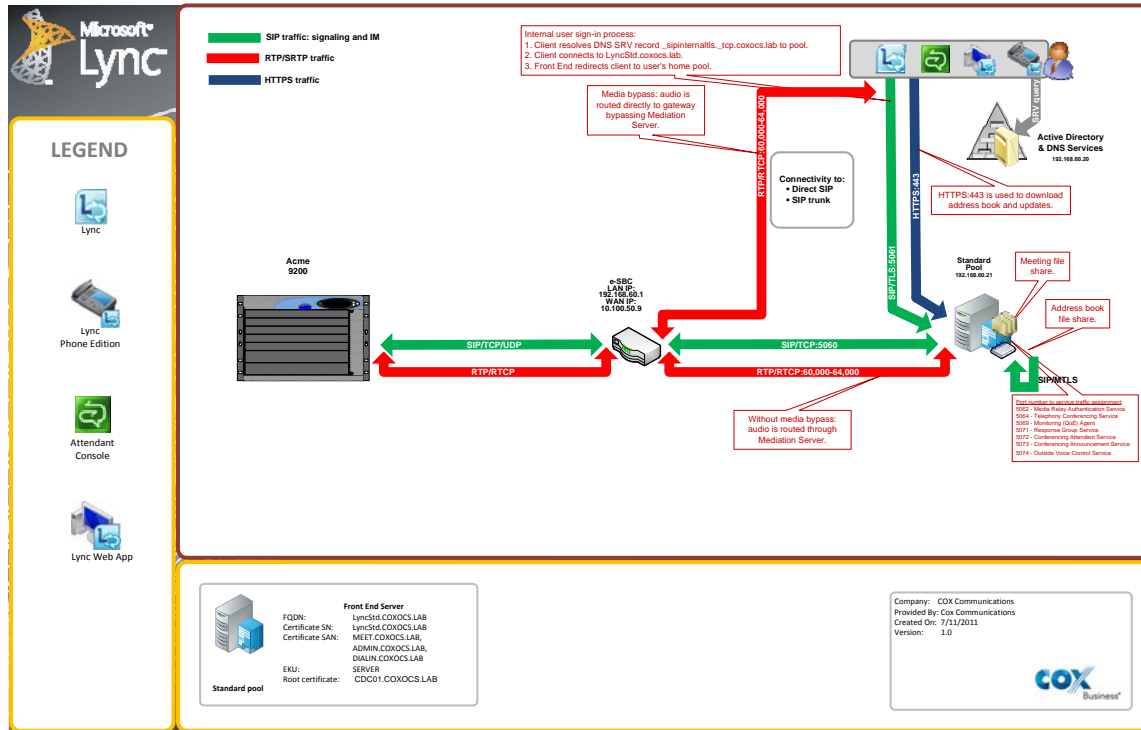 Microsoft®
Lync™
LEGEND
Lync
Lync
Phone Edition
Attendant
Console
Lync Web App
SIP traffic: signaling and IM
RTP/SRTP traffic
HTTPS traffic
Internal user sign-in process:
1. Client resolves DNS SRV record _sipinternaltls._tcp.coxocs.lab to pool.
2. Client connects to LyncStd.coxocs.lab.
3. Front End redirects client to user's home pool.
Media bypass: audio is
routed directly to gateway
bypassing Mediation
Server.
RTP/RTCP:60,000-64,000
Connectivity to:
• Direct SIP
• SIP trunk
SRV query
Active Directory
& DNS Services
192.168.60.20
HTTPS:443
HTTPS:443 is used to download
address book and updates.
SIP/TLS:5061
Standard
Pool
192.168.60.21
Meeting file
share.
Address book
file share.
Acme
9200
e-SBC
LAN IP:
192.168.60.1
WAN IP:
10.100.50.9
SIP/TCP/UDP
RTP/RTCP
SIP/TCP:5060
RTP/RTCP:60,000-64,000
SIP/MTLS
Without media bypass:
audio is routed through
Mediation Server.
Port number to service traffic assignment:
5062 - Media Relay Authentication Service
5064 - Telephony Conferencing Service
5069 - Monitoring (QoE) Agent
5071 - Response Group Service
5072 - Conferencing Attendant Service
5073 - Conferencing Announcement Service
5074 - Outside Voice Control Service
Front End Server
FQDN: LyncStd.COXOCS.LAB
Certificate SN: LyncStd.COXOCS.LAB
Certificate SAN: MEET.COXOCS.LAB,
ADMIN.COXOCS.LAB,
DIALIN.COXOCS.LAB
EKU: SERVER
Root certificate: CDC01.COXOCS.LAB
Standard pool
Company: COX Communications
Provided By: Cox Communications
Created On: 7/11/2011
Version: 1.0
COX
Business®